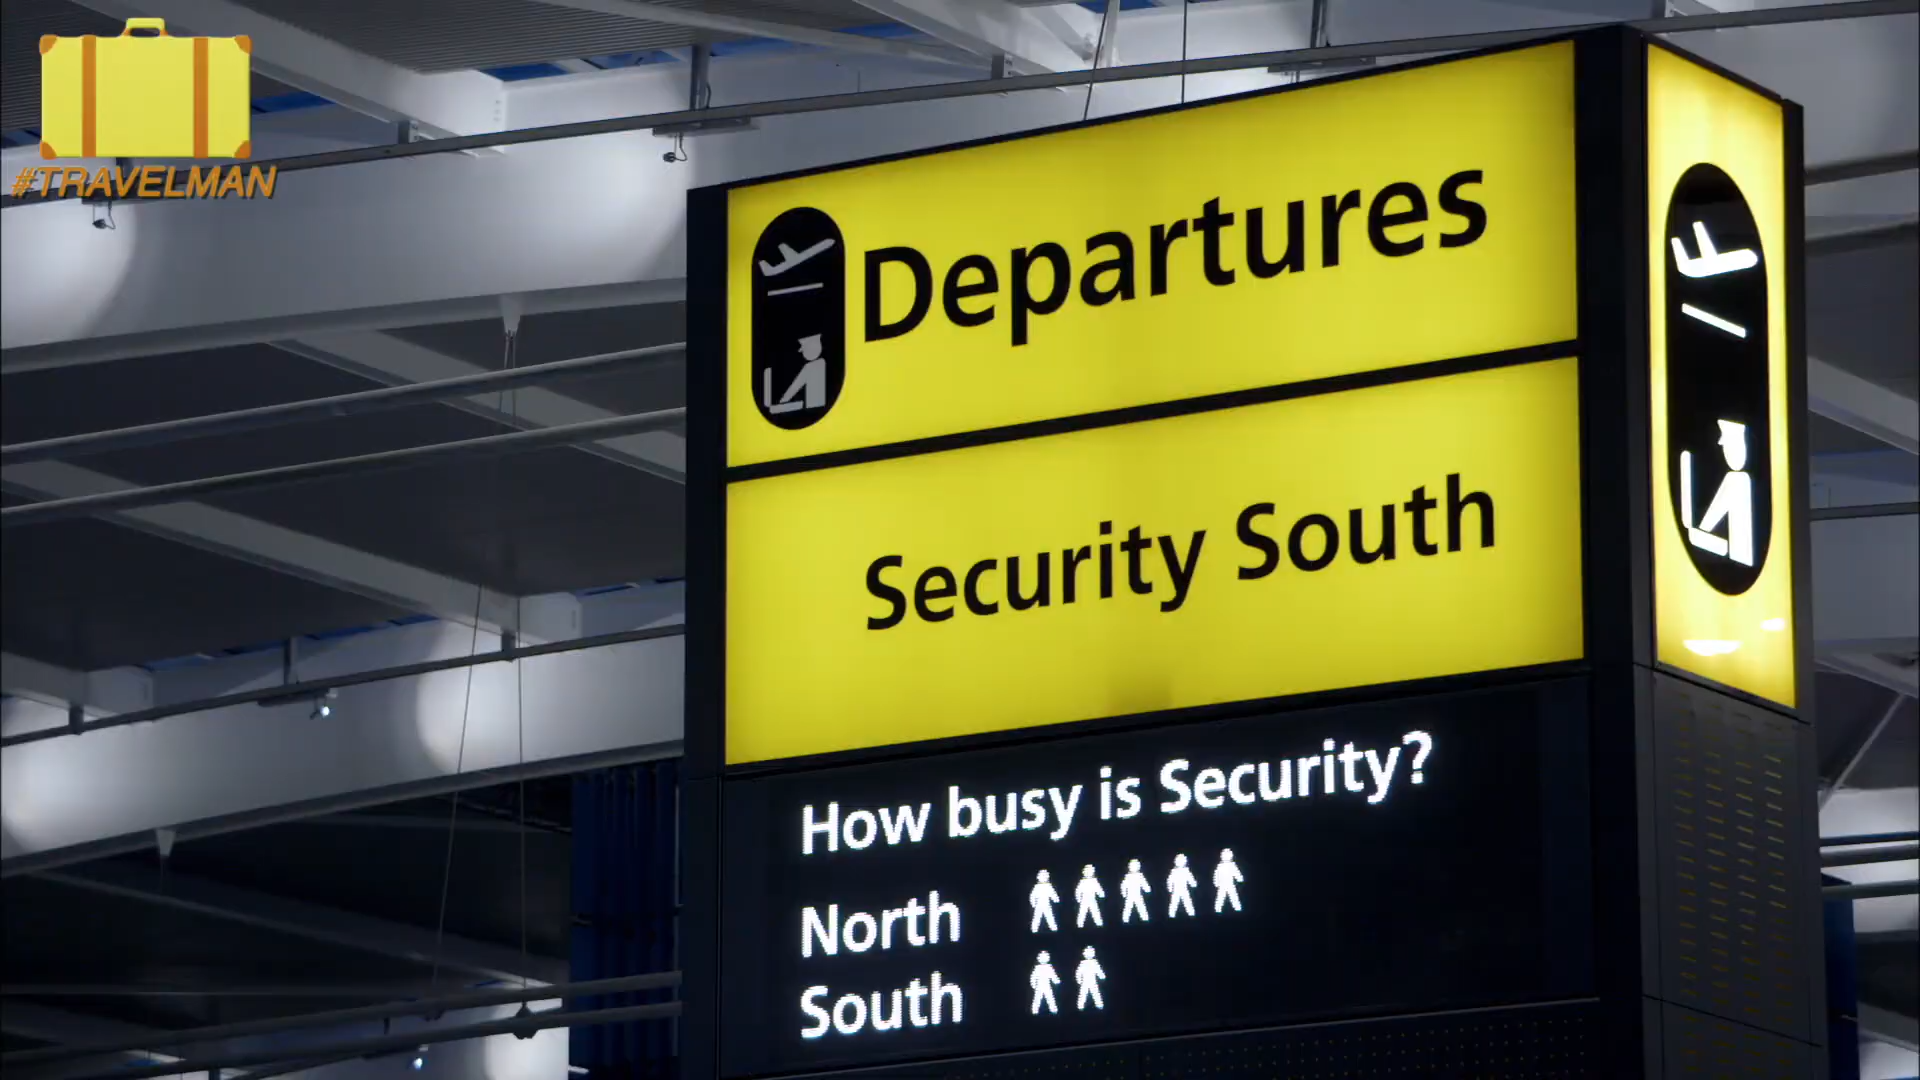 #TRAVELMAN
Departures
Security South
How busy is Security?
North
South